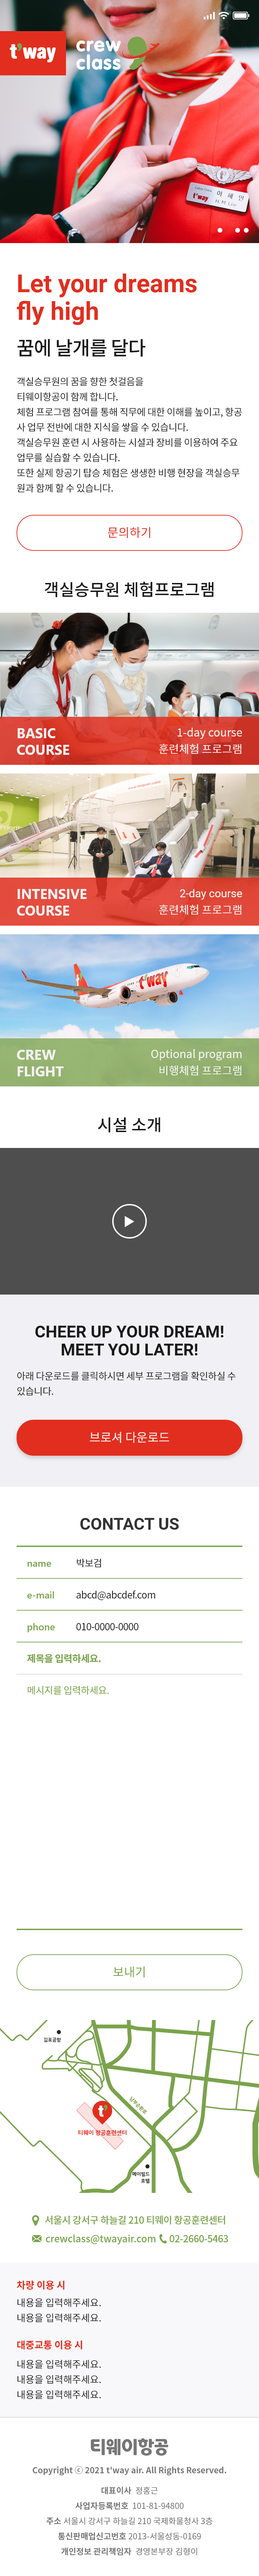 t'way
crew
class
t'way
이 혜 민
Let your dreams
fly high
꿈에 날개를 달다
객실승무원의 꿈을 향한 첫걸음을
티웨이항공이 함께 합니다.
체험 프로그램 참여를 통해 직무에 대한 이해를 높이고, 항공
사 업무 전반에 대한 지식을 쌓을 수 있습니다.
객실승무원 훈련 시 사용하는 시설과 장비를 이용하여 주요
업무를 실습할 수 있습니다.
또한 실제 항공기 탑승 체험은 생생한 비행 현장을 객실승무
원과 함께 할 수 있습니다.
문의하기
객실승무원 체험프로그램
BASIC
COURSE
1-day course
훈련체험 프로그램
INTENSIVE
COURSE
2-day course
훈련체험 프로그램
t'way
CREW
FLIGHT
Optional program
비행체험 프로그램
시설 소개
CHEER UP YOUR DREAM!
MEET YOU LATER!
아래 다운로드를 클릭하시면 세부 프로그램을 확인하실 수
있습니다.
브로셔 다운로드
CONTACT US
name 박보검
e-mail abcd@abcdef.com
phone 010-0000-0000
제목을 입력하세요.
메시지를 입력하세요.
보내기
김포공항
티웨이 항공훈련센터
메이필드
호텔
서울시 강서구 하늘길 210 티웨이 항공훈련센터
crewclass@twayair.com 02-2660-5463
차량 이용 시
내용을 입력해주세요.
내용을 입력해주세요.
대중교통 이용 시
내용을 입력해주세요.
내용을 입력해주세요.
내용을 입력해주세요.
티웨이항공
Copyright ⓒ 2021 t'way air. All Rights Reserved.
대표이사 정홍근
사업자등록번호 101-81-94800
주소 서울시 강서구 하늘길 210 국제화물청사 3층
통신판매업신고번호 2013-서울성동-0169
개인정보 관리책임자 경영본부장 김형이